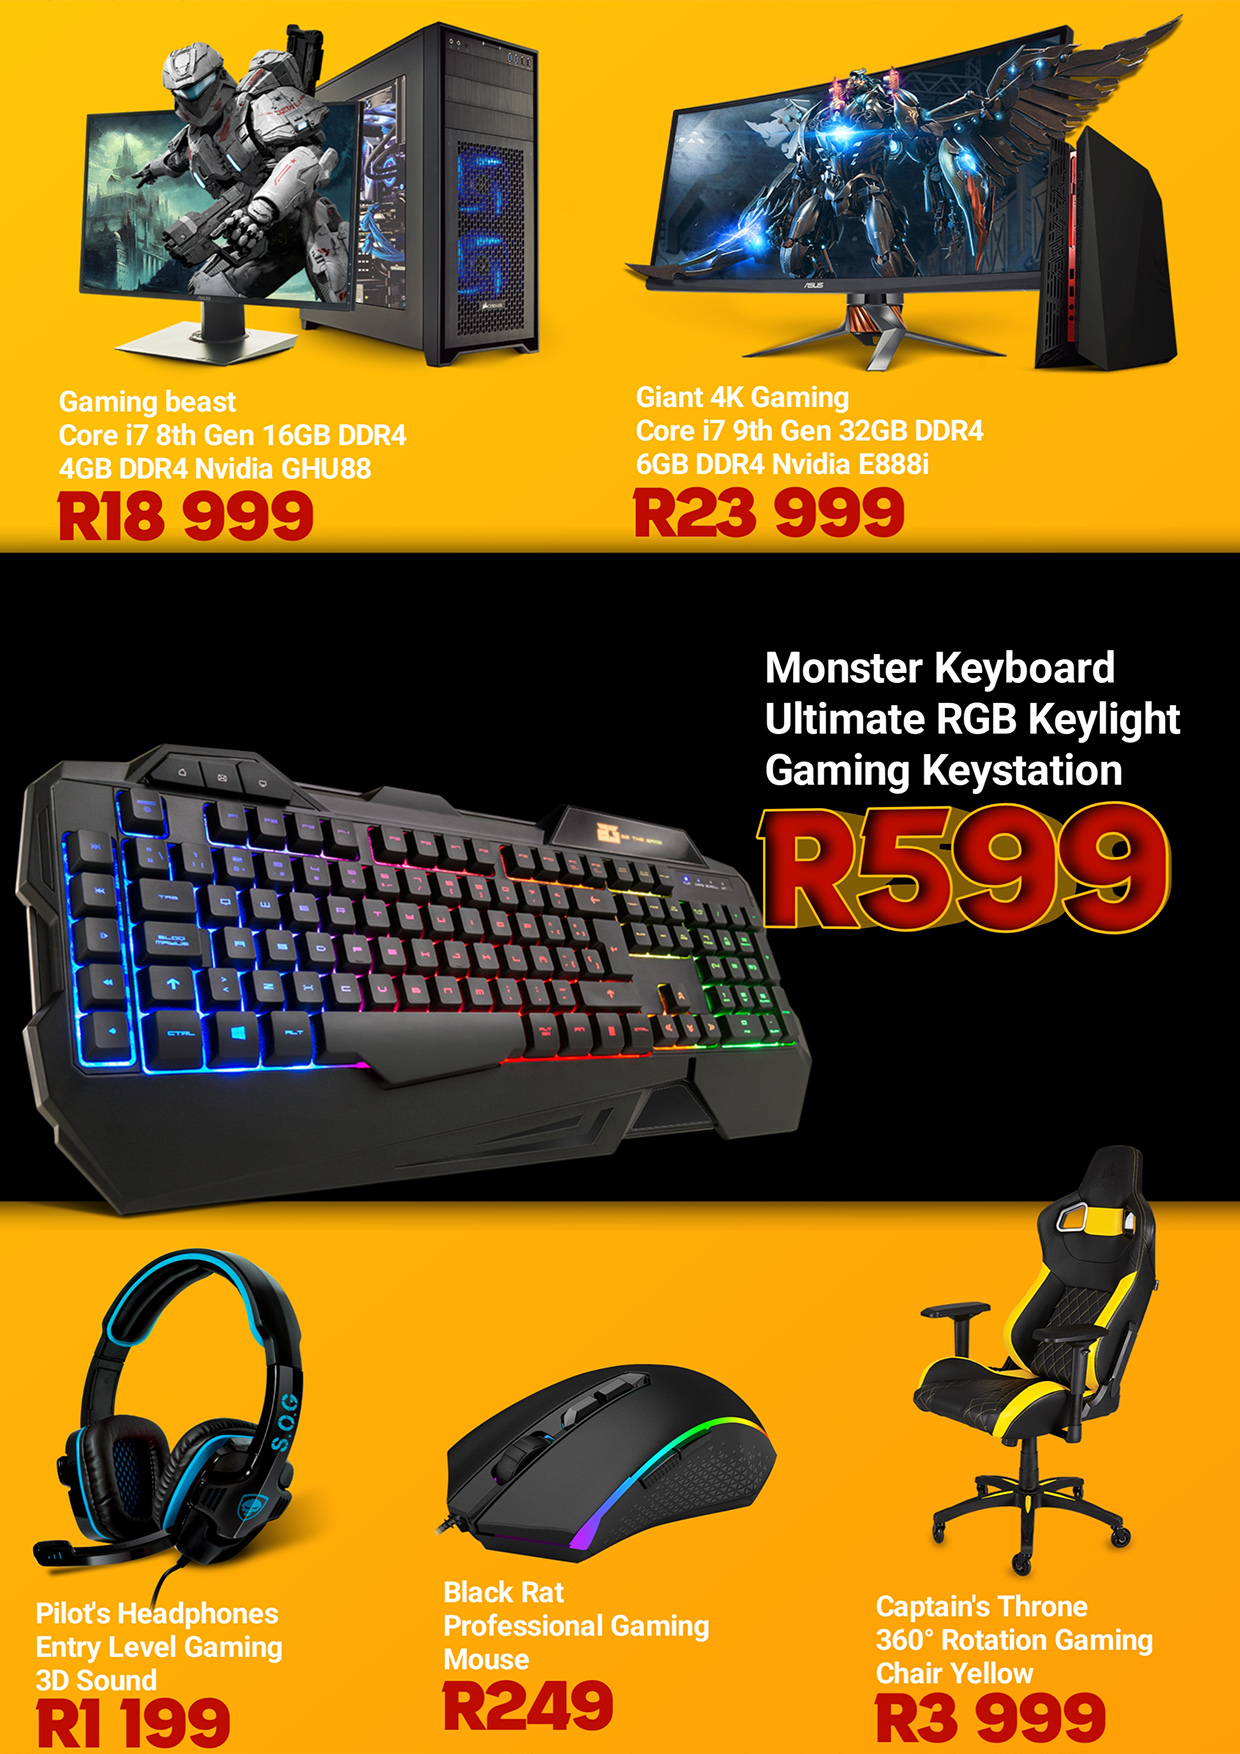 ASUS
ASUS
Gaming beast
Core i7 8th Gen 16GB DDR4
4GB DDR4 Nvidia GHU88
R18 999
Giant 4K Gaming
Core i7 9th Gen 32GB DDR4
6GB DDR4 Nvidia E888i
R23 999
Monster Keyboard
Ultimate RGB Keylight
Gaming Keystation
R599
S.O.G
Pilot's Headphones
Entry Level Gaming
3D Sound
R1 199
Black Rat
Professional Gaming
Mouse
R249
Captain's Throne
360° Rotation Gaming
Chair Yellow
R3 999